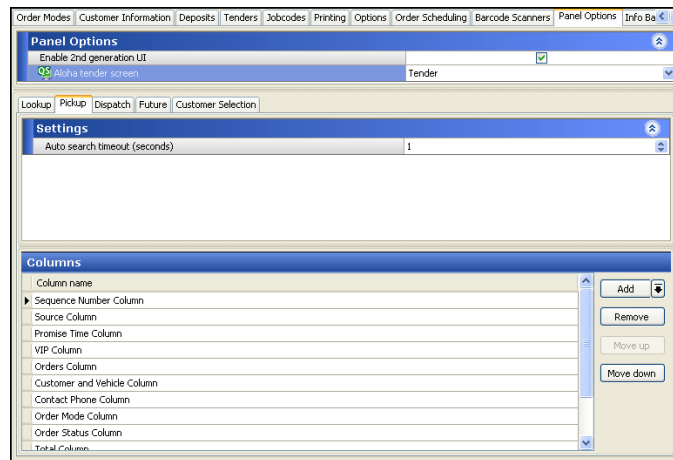 Order Modes Customer Information Deposits Tenders Jobcodes Printing Options Order Scheduling Barcode Scanners Panel Options Info Ba
Panel Options
Enable 2nd generation UI
QS Aloha tender screen Tender
Lookup Pickup Dispatch Future Customer Selection
Settings
Auto search timeout (seconds) 1
Columns
Column name
Sequence Number Column
Source Column
Promise Time Column
VIP Column
Orders Column
Customer and Vehicle Column
Contact Phone Column
Order Mode Column
Order Status Column
Total Column
Add
Remove
Move up
Move down